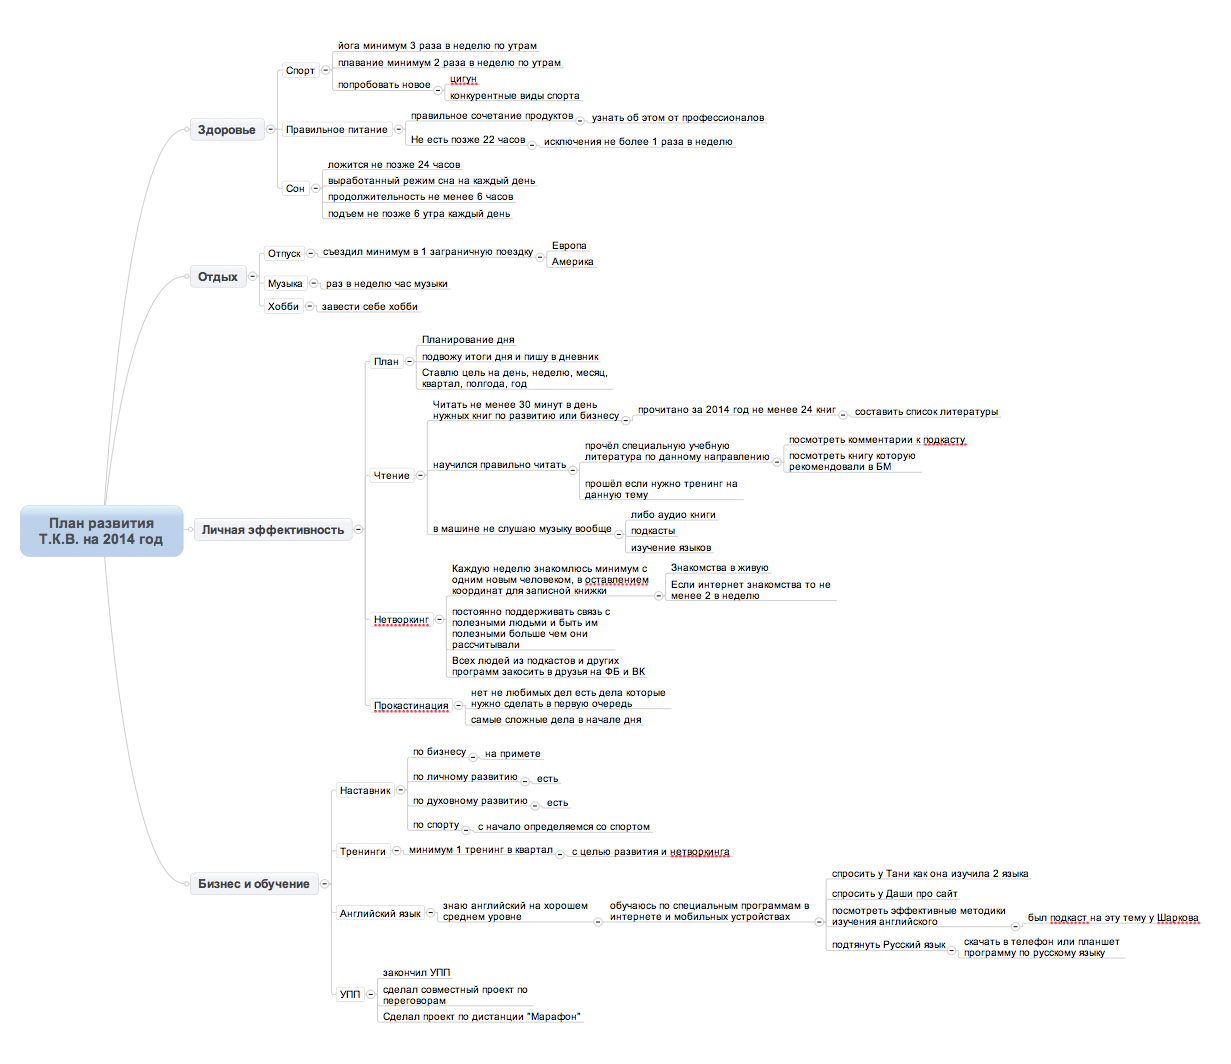 План развития
Т.К.В. на 2014 год
Здоровье
Спорт
йога минимум 3 раза в неделю по утрам
плавание минимум 2 раза в неделю по утрам
попробовать новое
цигун
конкурентные виды спорта
Правильное питание
правильное сочетание продуктов
узнать об этом от профессионалов
Не есть позже 22 часов
исключения не более 1 раза в неделю
Сон
ложится не позже 24 часов
выработанный режим сна на каждый день
продолжительность не менее 6 часов
подъем не позже 6 утра каждый день
Отдых
Отпуск
съездил минимум в 1 заграничную поездку
Европа
Америка
Музыка
раз в неделю час музыки
Хобби
завести себе хобби
Личная эффективность
План
Планирование дня
подвожу итоги дня и пишу в дневник
Ставлю цель на день, неделю, месяц,
квартал, полгода, год
Чтение
Читать не менее 30 минут в день
нужных книг по развитию или бизнесу
прочитано за 2014 год не менее 24 книг
составить список литературы
научился правильно читать
прочёл специальную учебную
литература по данному направлению
посмотреть комментарии к подкасту
посмотреть книгу которую
рекомендовали в БМ
прошёл если нужно тренинг на
данную тему
в машине не слушаю музыку вообще
либо аудио книги
подкасты
изучение языков
Нетворкинг
Каждую неделю знакомлюсь минимум с
одним новым человеком, в оставлением
координат для записной книжки
Знакомства в живую
Если интернет знакомства то не
менее 2 в неделю
постоянно поддерживать связь с
полезными людьми и быть им
полезными больше чем они
рассчитывали
Всех людей из подкастов и других
программ закосить в друзья на ФБ и ВК
Прокастинация
нет не любимых дел есть дела которые
нужно сделать в первую очередь
самые сложные дела в начале дня
Бизнес и обучение
Наставник
по бизнесу
на примете
по личному развитию
есть
по духовному развитию
есть
по спорту
с начало определяемся со спортом
Тренинги
минимум 1 тренинг в квартал
с целью развития и нетворкинга
Английский язык
знаю английский на хорошем
среднем уровне
обучаюсь по специальным программам в
интернете и мобильных устройствах
спросить у Тани как она изучила 2 языка
спросить у Даши про сайт
посмотреть эффективные методики
изучения английского
был подкаст на эту тему у Шаркова
подтянуть Русский язык
скачать в телефон или планшет
программу по русскому языку
УПП
закончил УПП
сделал совместный проект по
переговорам
Сделал проект по дистанции "Марафон"